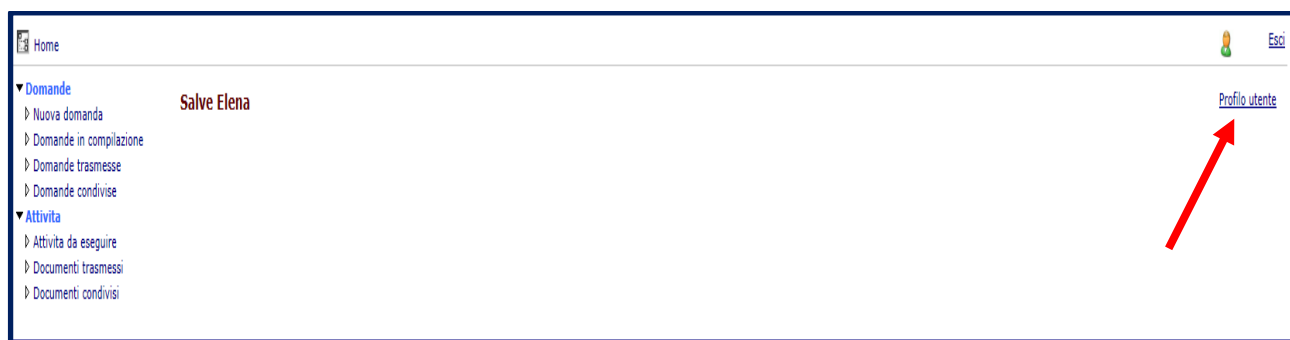 Home
Esci
Domande
Nuova domanda
Domande in compilazione
Domande trasmesse
Domande condivise
Attivita
Attivita da eseguire
Documenti trasmessi
Documenti condivisi
Salve Elena
Profilo utente